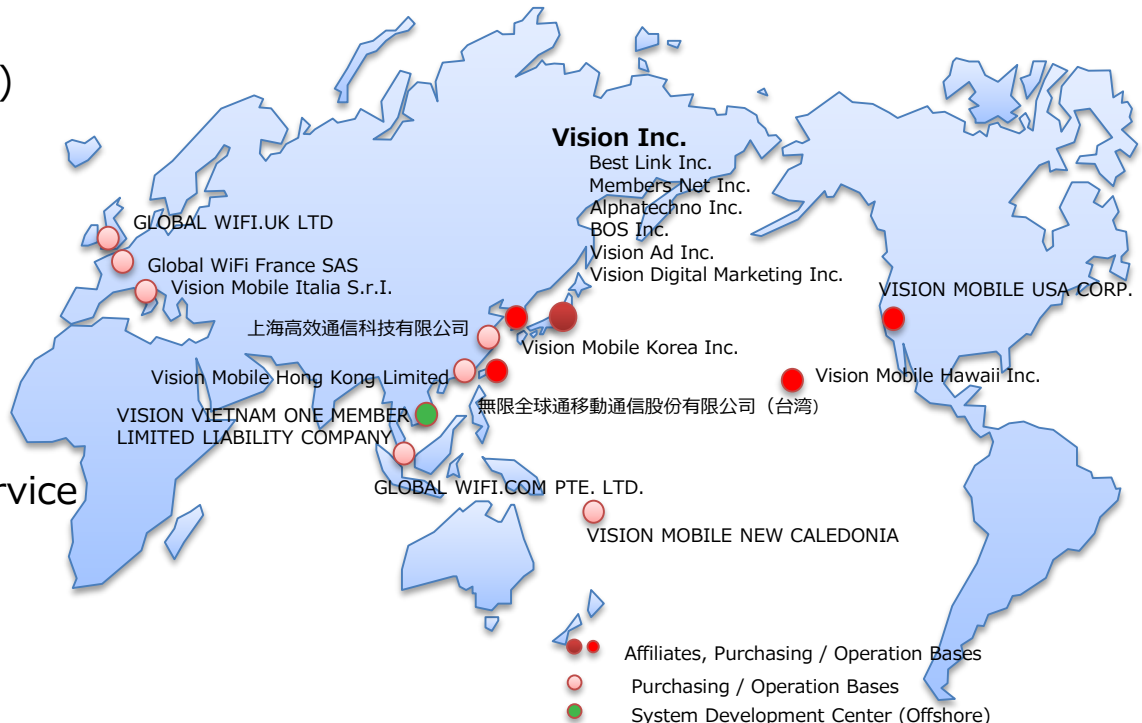 )
Vision Inc.
Best Link Inc.
Members Net Inc.
Alphatechno Inc.
BOS Inc.
Vision Ad Inc.
Vision Digital Marketing Inc.
GLOBAL WIFI.UK LTD
Global WiFi France SAS
Vision Mobile Italia S.r.I.
VISION MOBILE USA CORP.
上海高效通信科技有限公司
Vision Mobile Korea Inc.
Vision Mobile Hong Kong Limited
Vision Mobile Hawaii Inc.
無限全球通移動通信股份有限公司（台湾）
VISION VIETNAM ONE MEMBER
LIMITED LIABILITY COMPANY
rvice
GLOBAL WIFI.COM PTE. LTD.
VISION MOBILE NEW CALEDONIA
Affiliates, Purchasing / Operation Bases
Purchasing / Operation Bases
System Development Center (Offshore)